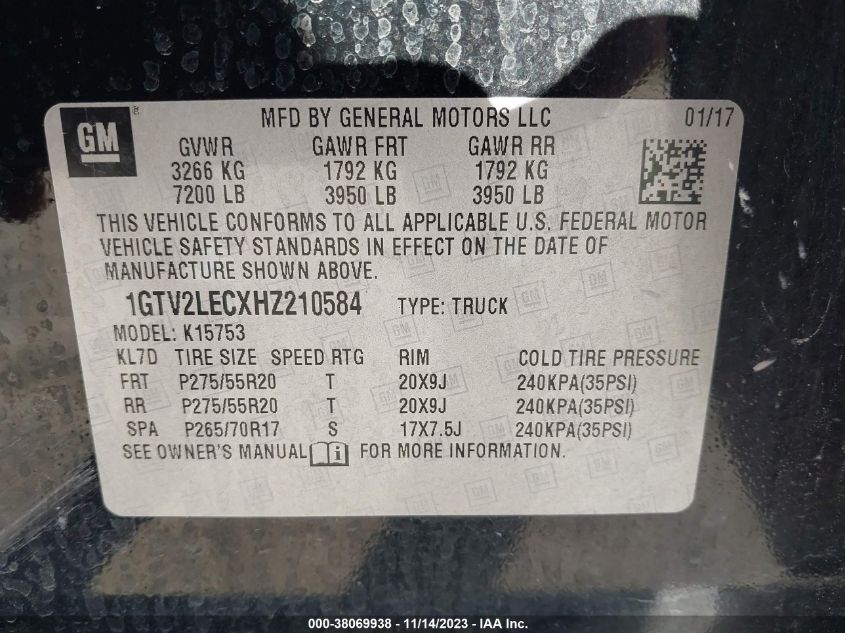 GM
MFD BY GENERAL MOTORS LLC 01/17
GVWR GAWR FRT GAWR RR
3266 KG 1792 KG 1792 KG
7200 LB 3950 LB 3950 LB
THIS VEHICLE CONFORMS TO ALL APPLICABLE U.S. FEDERAL MOTOR
VEHICLE SAFETY STANDARDS IN EFFECT ON THE DATE OF
MANUFACTURE SHOWN ABOVE.
1GTV2LECXHZ210584 TYPE: TRUCK
MODEL: K15753
KL7D TIRE SIZE SPEED RTG RIM COLD TIRE PRESSURE
FRT P275/55R20 T 20X9J 240KPA(35PSI)
RR P275/55R20 T 20X9J 240KPA(35PSI)
SPA P265/70R17 S 17X7.5J 240KPA(35PSI)
SEE OWNER'S MANUAL i FOR MORE INFORMATION.
000-38069938 - 11/14/2023 - IAA Inc.